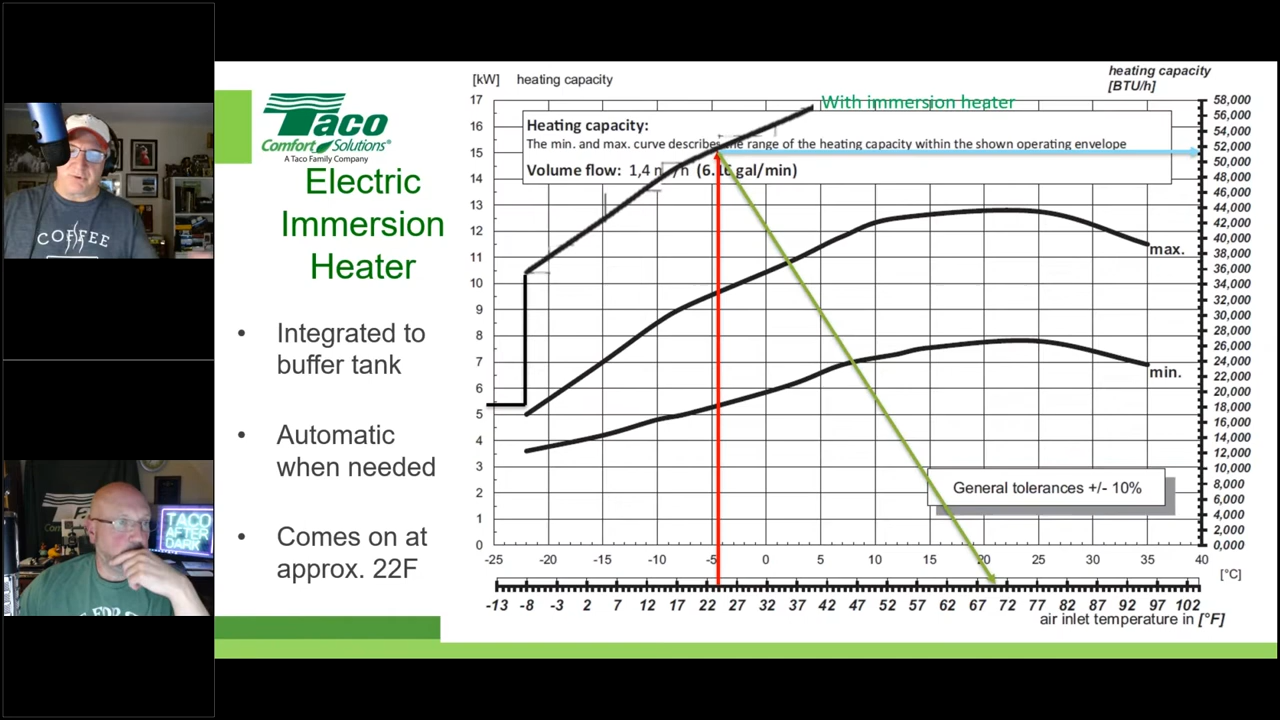 COFFEE
TACO
AFTER
DARK
Taco
Comfort Solutions®
A Taco Family Company
Electric
Immersion
Heater
• Integrated to
buffer tank
• Automatic
when needed
• Comes on at
approx. 22F
[kW] heating capacity
heating capacity
[BTU/h]
With immersion heater
Heating capacity:
The min. and max. curve describes the range of the heating capacity within the shown operating envelope
Volume flow: 1,4 m³/h (6.16 gal/min)
17
16
15
14
13
12
11
10
9
8
7
6
5
4
3
2
1
0
58,000
56,000
54,000
52,000
50,000
48,000
46,000
44,000
42,000
40,000
38,000
36,000
34,000
32,000
30,000
28,000
26,000
24,000
22,000
20,000
18,000
16,000
14,000
12,000
10,000
8,000
6,000
4,000
2,000
0,000
max.
min.
General tolerances +/- 10%
-25 -20 -15 -10 -5 0 5 10 15 20 25 30 35 40
[°C]
-13 -8 -3 2 7 12 17 22 27 32 37 42 47 52 57 62 67 72 77 82 87 92 97 102
air inlet temperature in [°F]